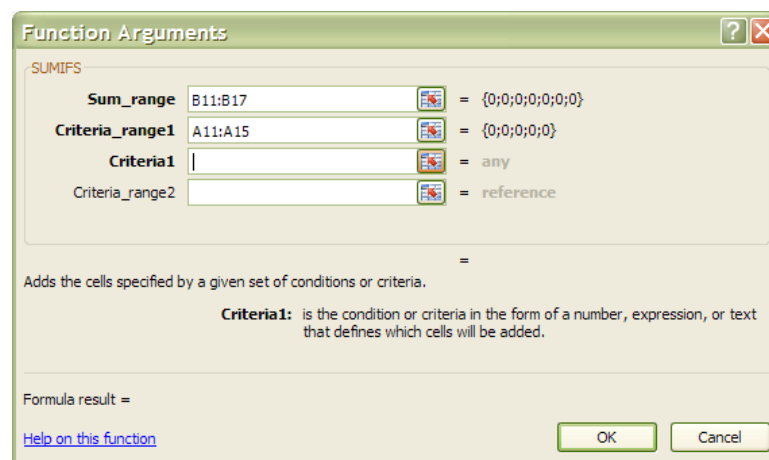 Function Arguments
SUMIFS
Sum_range B11:B17 = {0;0;0;0;0;0;0}
Criteria_range1 A11:A15 = {0;0;0;0;0}
Criteria1 = any
Criteria_range2 = reference
=
Adds the cells specified by a given set of conditions or criteria.
Criteria1: is the condition or criteria in the form of a number, expression, or text
that defines which cells will be added.
Formula result =
Help on this function OK Cancel